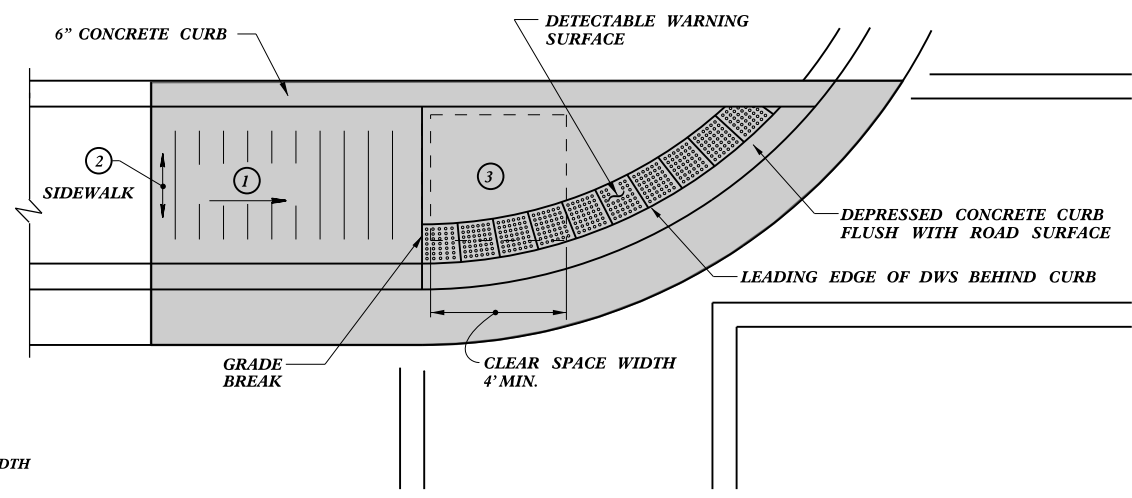 DETECTABLE WARNING
SURFACE
6" CONCRETE CURB
2
SIDEWALK
1
3
DEPRESSED CONCRETE CURB
FLUSH WITH ROAD SURFACE
LEADING EDGE OF DWS BEHIND CURB
GRADE
BREAK
CLEAR SPACE WIDTH
4' MIN.
DTH